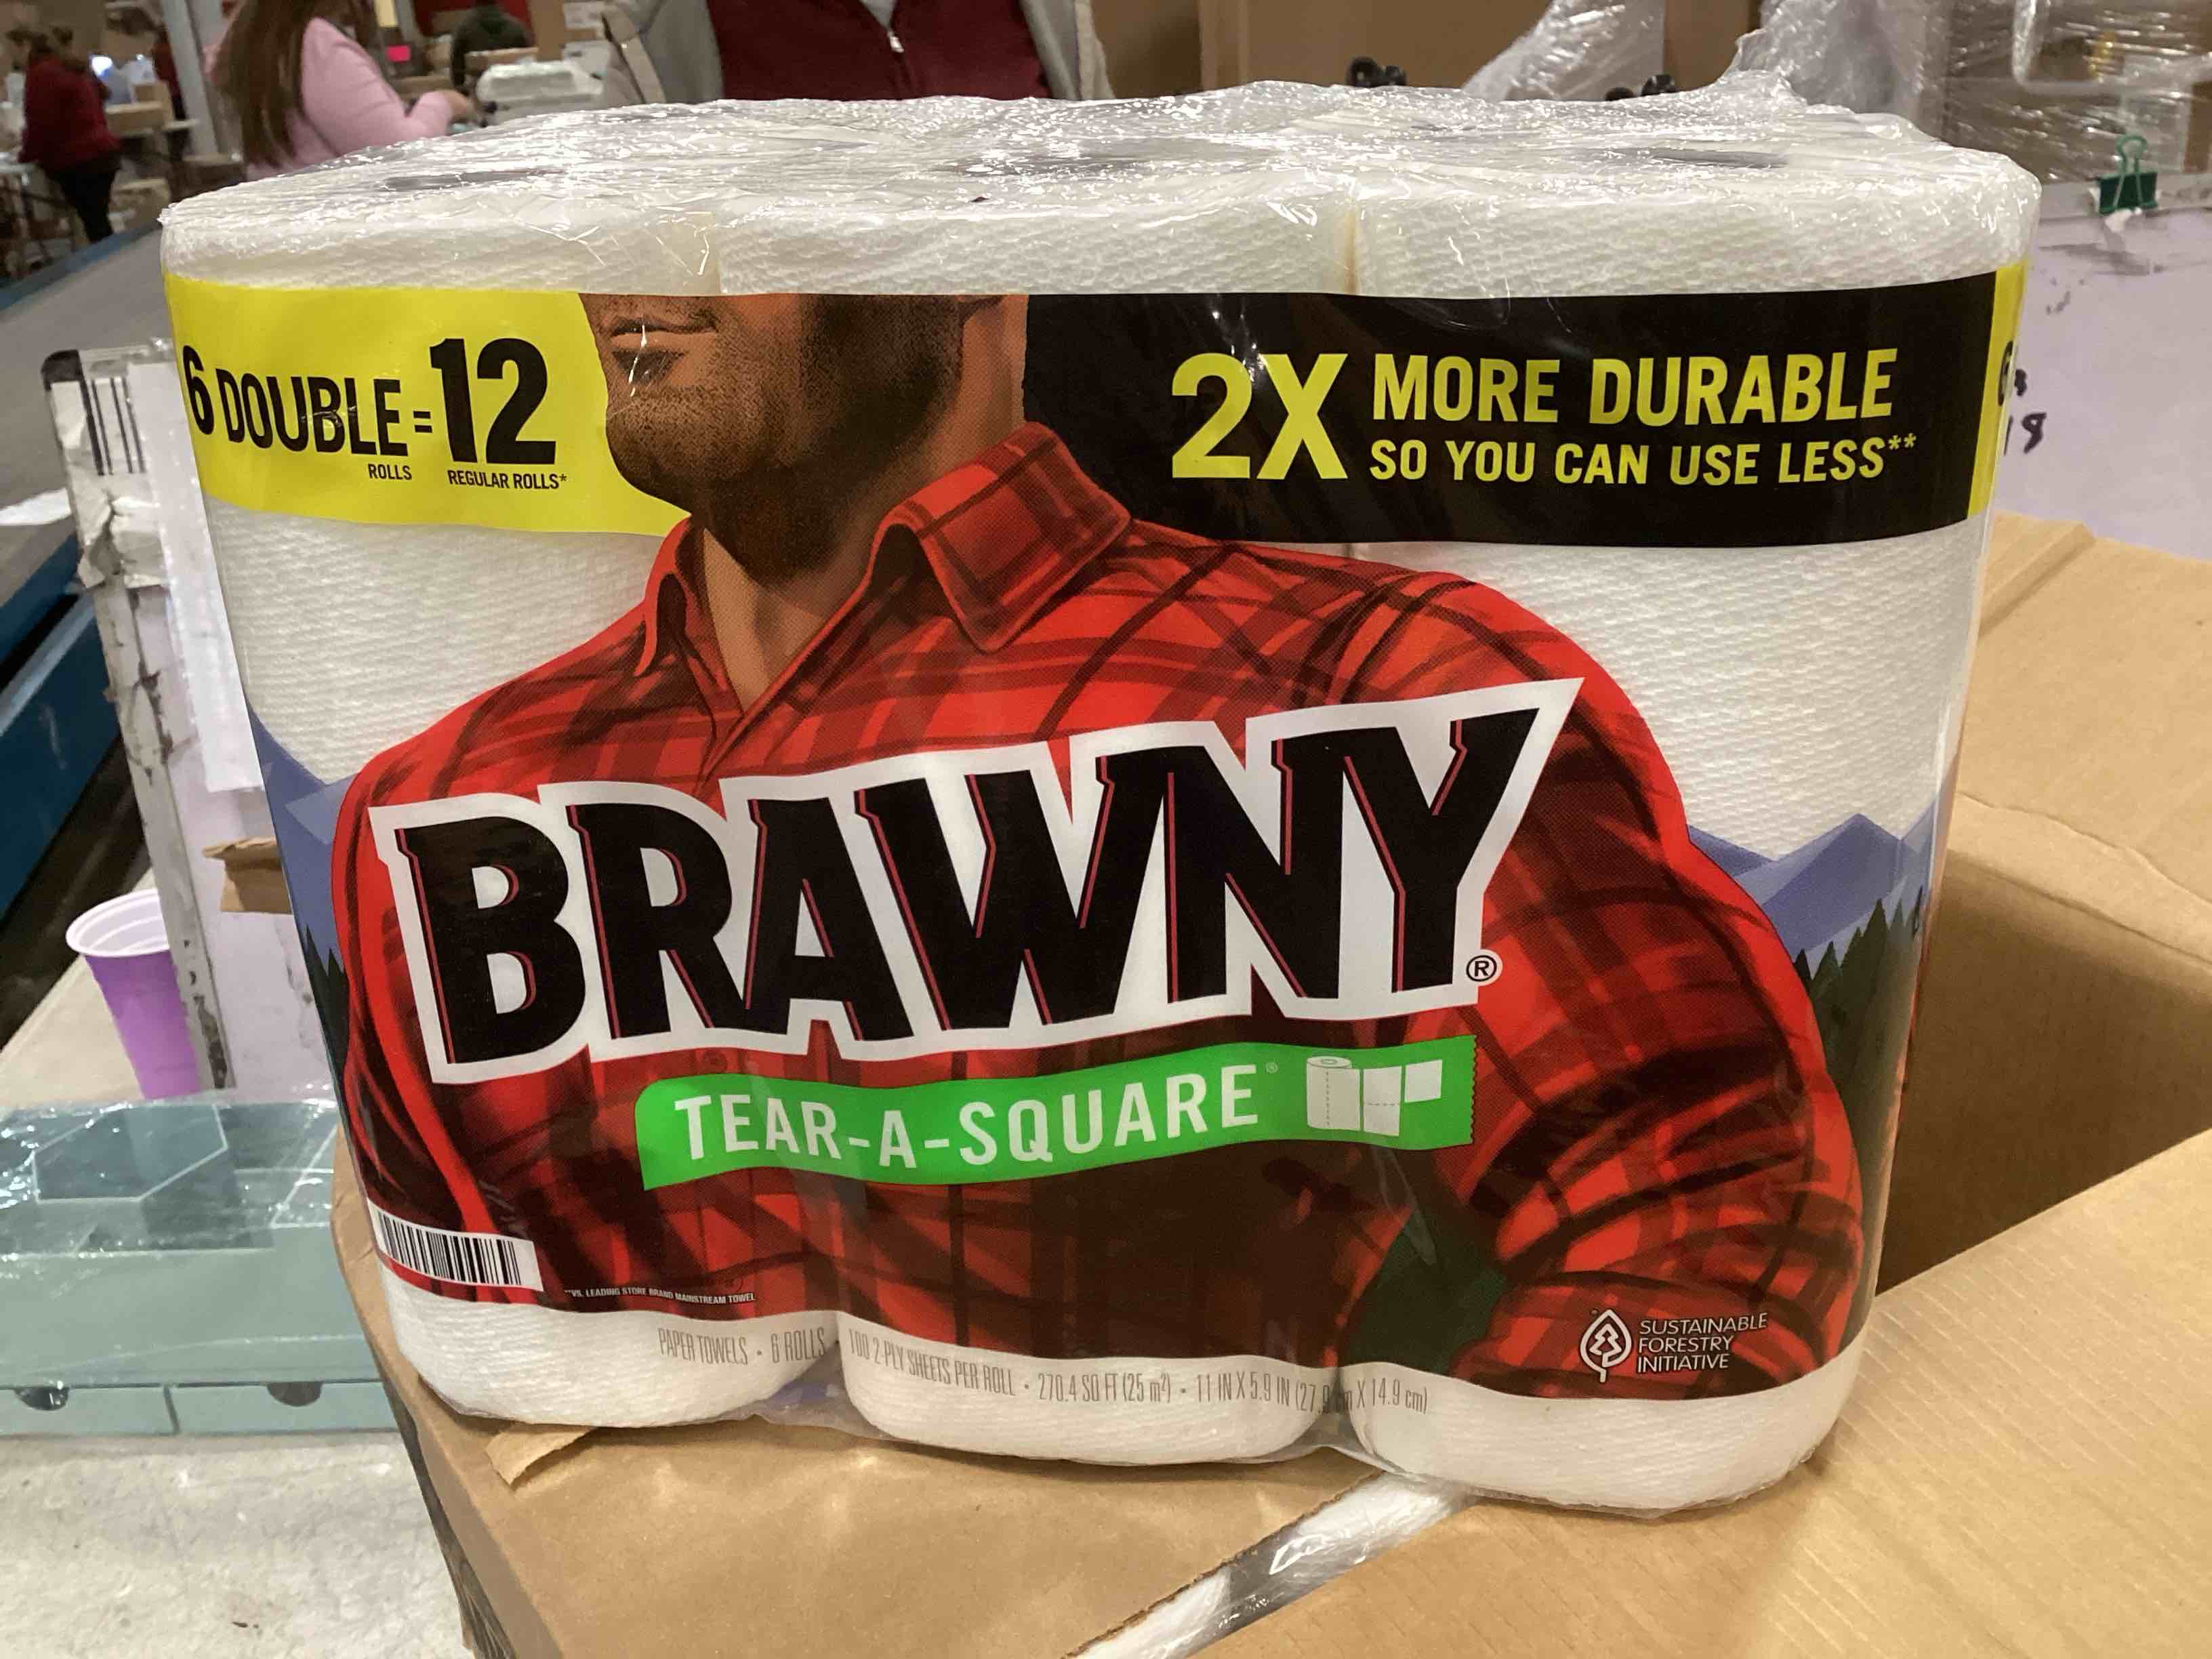 6 DOUBLE = 12
ROLLS REGULAR ROLLS*
2X MORE DURABLE
SO YOU CAN USE LESS**
BRAWNY®
TEAR-A-SQUARE®
**VS. LEADING STORE BRAND MAINSTREAM TOWEL
PAPER TOWELS • 6 ROLLS 100 2-PLY SHEETS PER ROLL • 270.4 SQ FT (25 m²) • 11 IN X 5.9 IN (27.9 cm X 14.9 cm)
SUSTAINABLE
FORESTRY
INITIATIVE